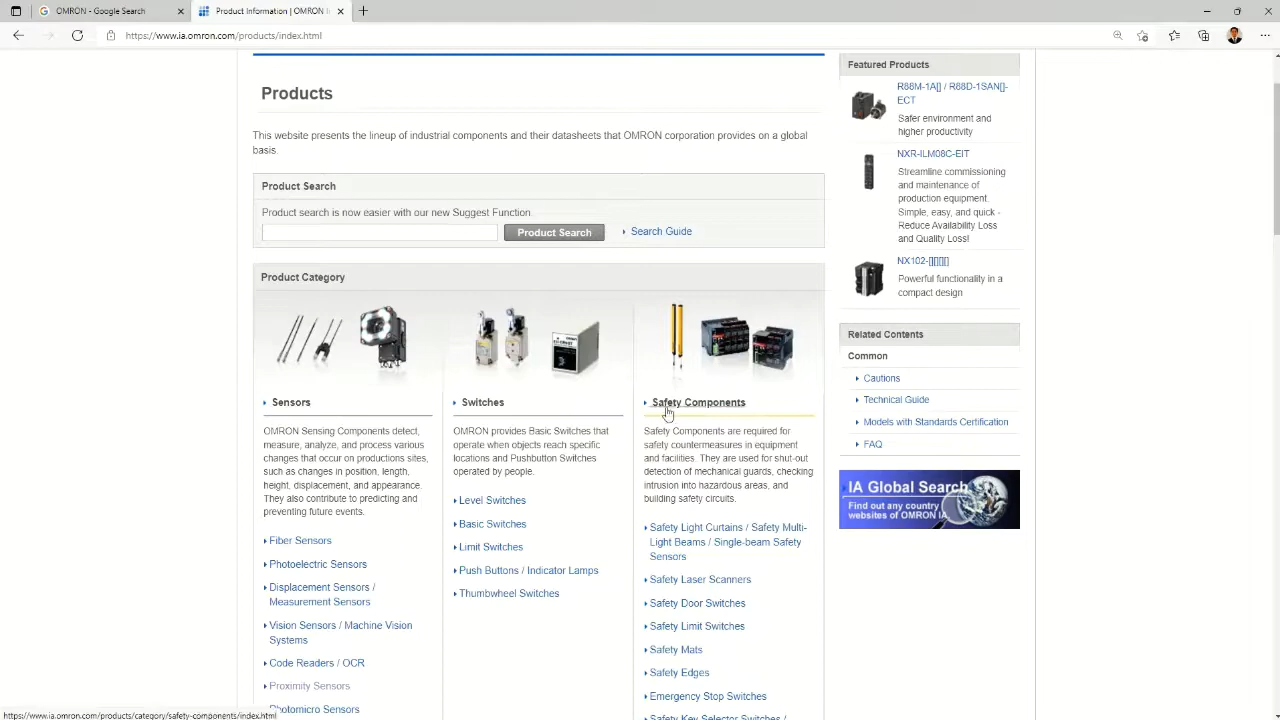 OMRON - Google Search
Product Information | OMRON I
https://www.ia.omron.com/products/index.html
Products
This website presents the lineup of industrial components and their datasheets that OMRON corporation provides on a global
basis.
Product Search
Product search is now easier with our new Suggest Function.
Product Search
Search Guide
Product Category
Sensors
OMRON Sensing Components detect,
measure, analyze, and process various
changes that occur on productions sites,
such as changes in position, length,
height, displacement, and appearance.
They also contribute to predicting and
preventing future events.
Fiber Sensors
Photoelectric Sensors
Displacement Sensors /
Measurement Sensors
Vision Sensors / Machine Vision
Systems
Code Readers / OCR
Proximity Sensors
Photomicro Sensors
Switches
OMRON provides Basic Switches that
operate when objects reach specific
locations and Pushbutton Switches
operated by people.
Level Switches
Basic Switches
Limit Switches
Push Buttons / Indicator Lamps
Thumbwheel Switches
Safety Components
Safety Components are required for
safety countermeasures in equipment
and facilities. They are used for shut-out
detection of mechanical guards, checking
intrusion into hazardous areas, and
building safety circuits.
Safety Light Curtains / Safety Multi-
Light Beams / Single-beam Safety
Sensors
Safety Laser Scanners
Safety Door Switches
Safety Limit Switches
Safety Mats
Safety Edges
Emergency Stop Switches
Safety Key Selector Switches /
Featured Products
R88M-1A[] / R88D-1SAN[]-
ECT
Safer environment and
higher productivity
NXR-ILM08C-EIT
Streamline commissioning
and maintenance of
production equipment.
Simple, easy, and quick -
Reduce Availability Loss
and Quality Loss!
NX102-[][][][]
Powerful functionality in a
compact design
Related Contents
Common
Cautions
Technical Guide
Models with Standards Certification
FAQ
IA Global Search
Find out any country
websites of OMRON IA.
https://www.ia.omron.com/products/category/safety-components/index.html